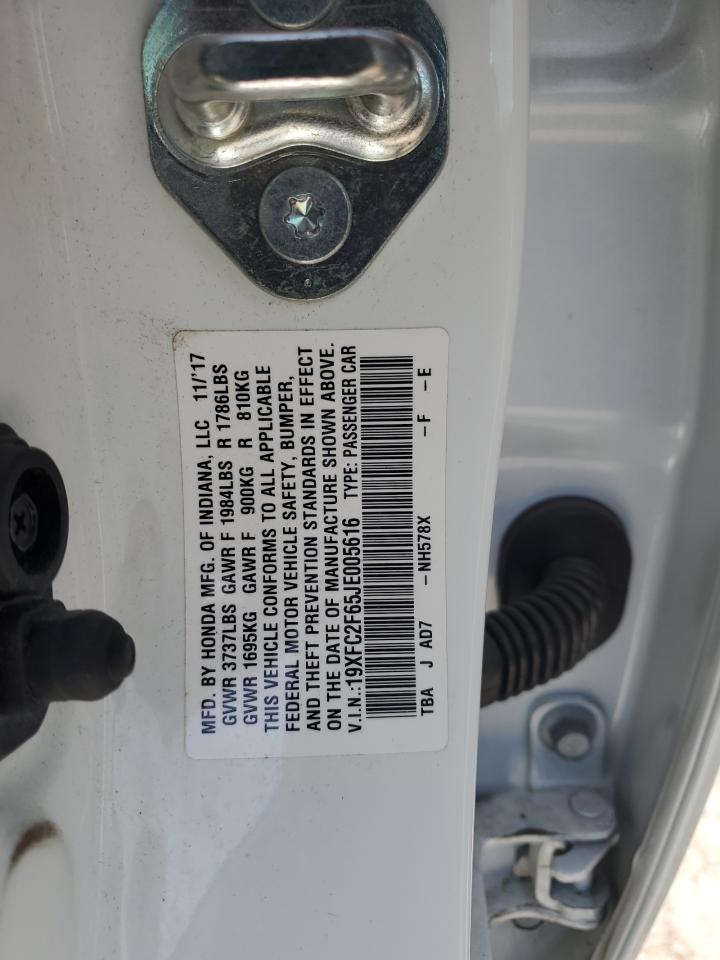 MFD. BY HONDA MFG. OF INDIANA, LLC 11/'17
GVWR 3737LBS GAWR F 1984LBS R 1786LBS
GVWR 1695KG GAWR F 900KG R 810KG
THIS VEHICLE CONFORMS TO ALL APPLICABLE
FEDERAL MOTOR VEHICLE SAFETY, BUMPER,
AND THEFT PREVENTION STANDARDS IN EFFECT
ON THE DATE OF MANUFACTURE SHOWN ABOVE.
V.I.N.:19XFC2F65JE005616 TYPE: PASSENGER CAR
TBA J AD7 -NH578X -F -E